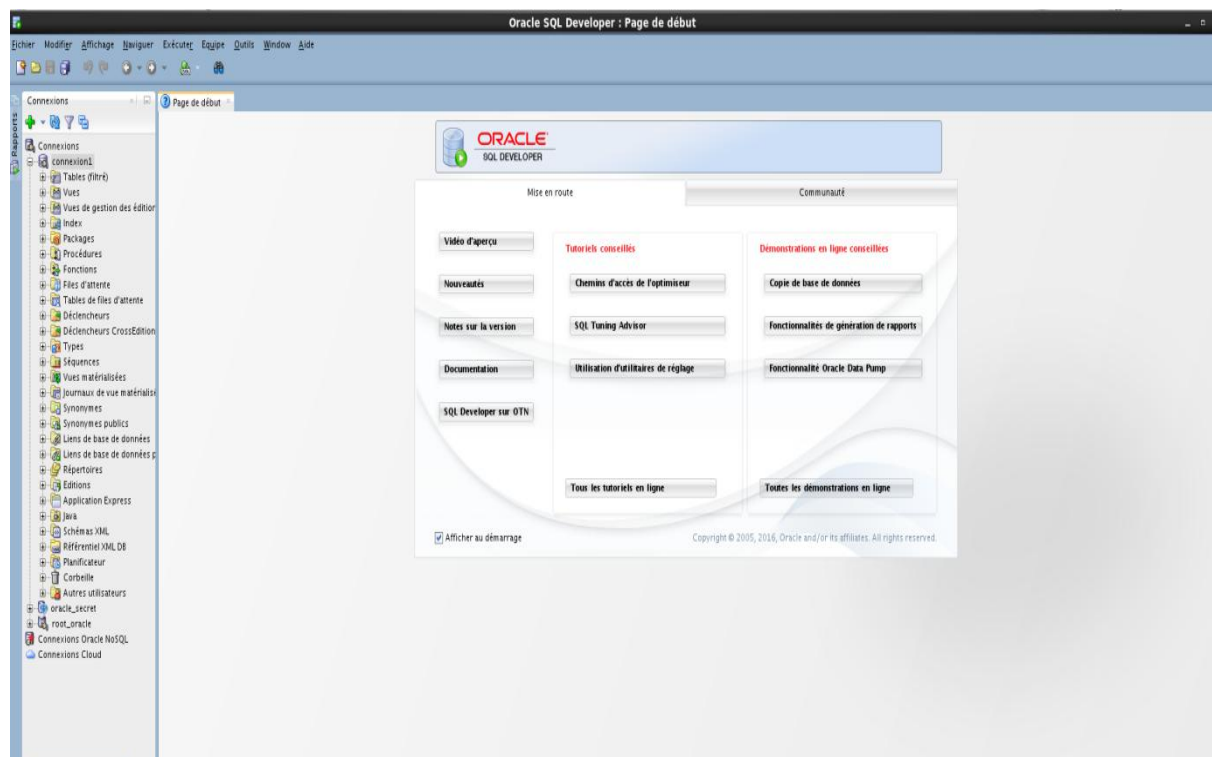 Oracle SQL Developer : Page de début
Eichier Modifier Affichage Naviguer Exécuter Equipe Outils Window Aide
Rapports
Connexions
Page de début
Connexions
connexion1
Tables (filtré)
Vues
Vues de gestion des édition
Index
Packages
Procédures
Fonctions
Files d'attente
Tables de files d'attente
Déclencheurs
Déclencheurs CrossEdition
Types
Séquences
Vues matérialisées
Journaux de vue matérialisé
Synonymes
Synonymes publics
Liens de base de données
Liens de base de données p
Répertoires
Editions
Application Express
Java
Schémas XML
Référentiel XML DB
Planificateur
Corbeille
Autres utilisateurs
oracle_secret
root_oracle
Connexions Oracle NoSQL
Connexions Cloud
ORACLE
SQL DEVELOPER
Mise en route
Communauté
Vidéo d'aperçu
Nouveautés
Notes sur la version
Documentation
SQL Developer sur OTN
Tutoriels conseillés
Chemins d'accès de l'optimiseur
SQL Tuning Advisor
Utilisation d'utilitaires de réglage
Tous les tutoriels en ligne
Démonstrations en ligne conseillées
Copie de base de données
Fonctionnalités de génération de rapports
Fonctionnalité Oracle Data Pump
Toutes les démonstrations en ligne
Afficher au démarrage
Copyright © 2005, 2016, Oracle and/or its affiliates. All rights reserved.